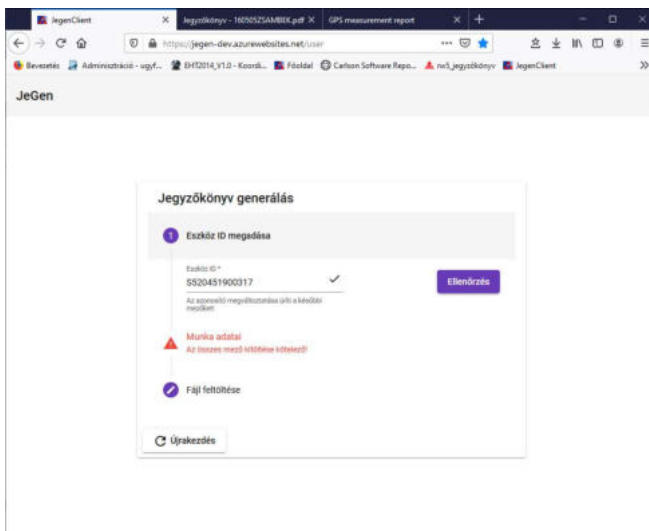 JegenClient
Jegyzőkönyv - 160505ZSAMBEK.pdf
GPS measurement report
https://jegen-dev.azurewebsites.net/user
Bevezetés
Adminisztráció - ugyf...
EHT2014_V1.0 - Koordi...
Főoldal
Carlson Software Repo...
rw5_jegyzőkönyv
JegenClient
JeGen
Jegyzőkönyv generálás
1 Eszköz ID megadása
Eszköz ID *
S520451900317
Ellenőrzés
Az azonosító megváltoztatása üríti a későbbi
mezőket!
Munka adatai
Az összes mező kitöltése kötelező!
Fájl feltöltése
Újrakezdés